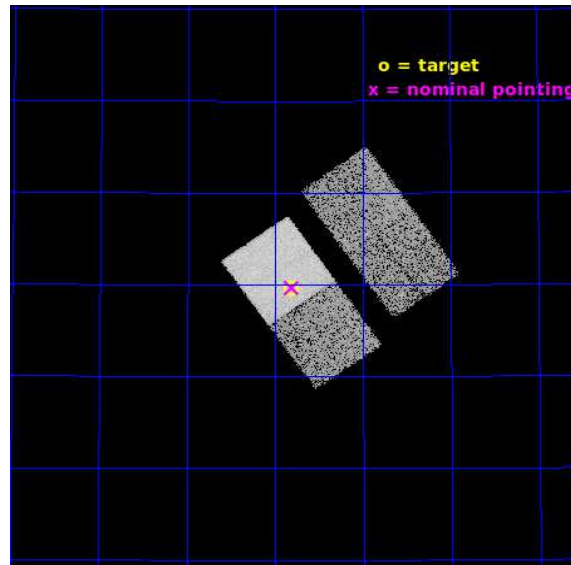 o = target
x = nominal pointing